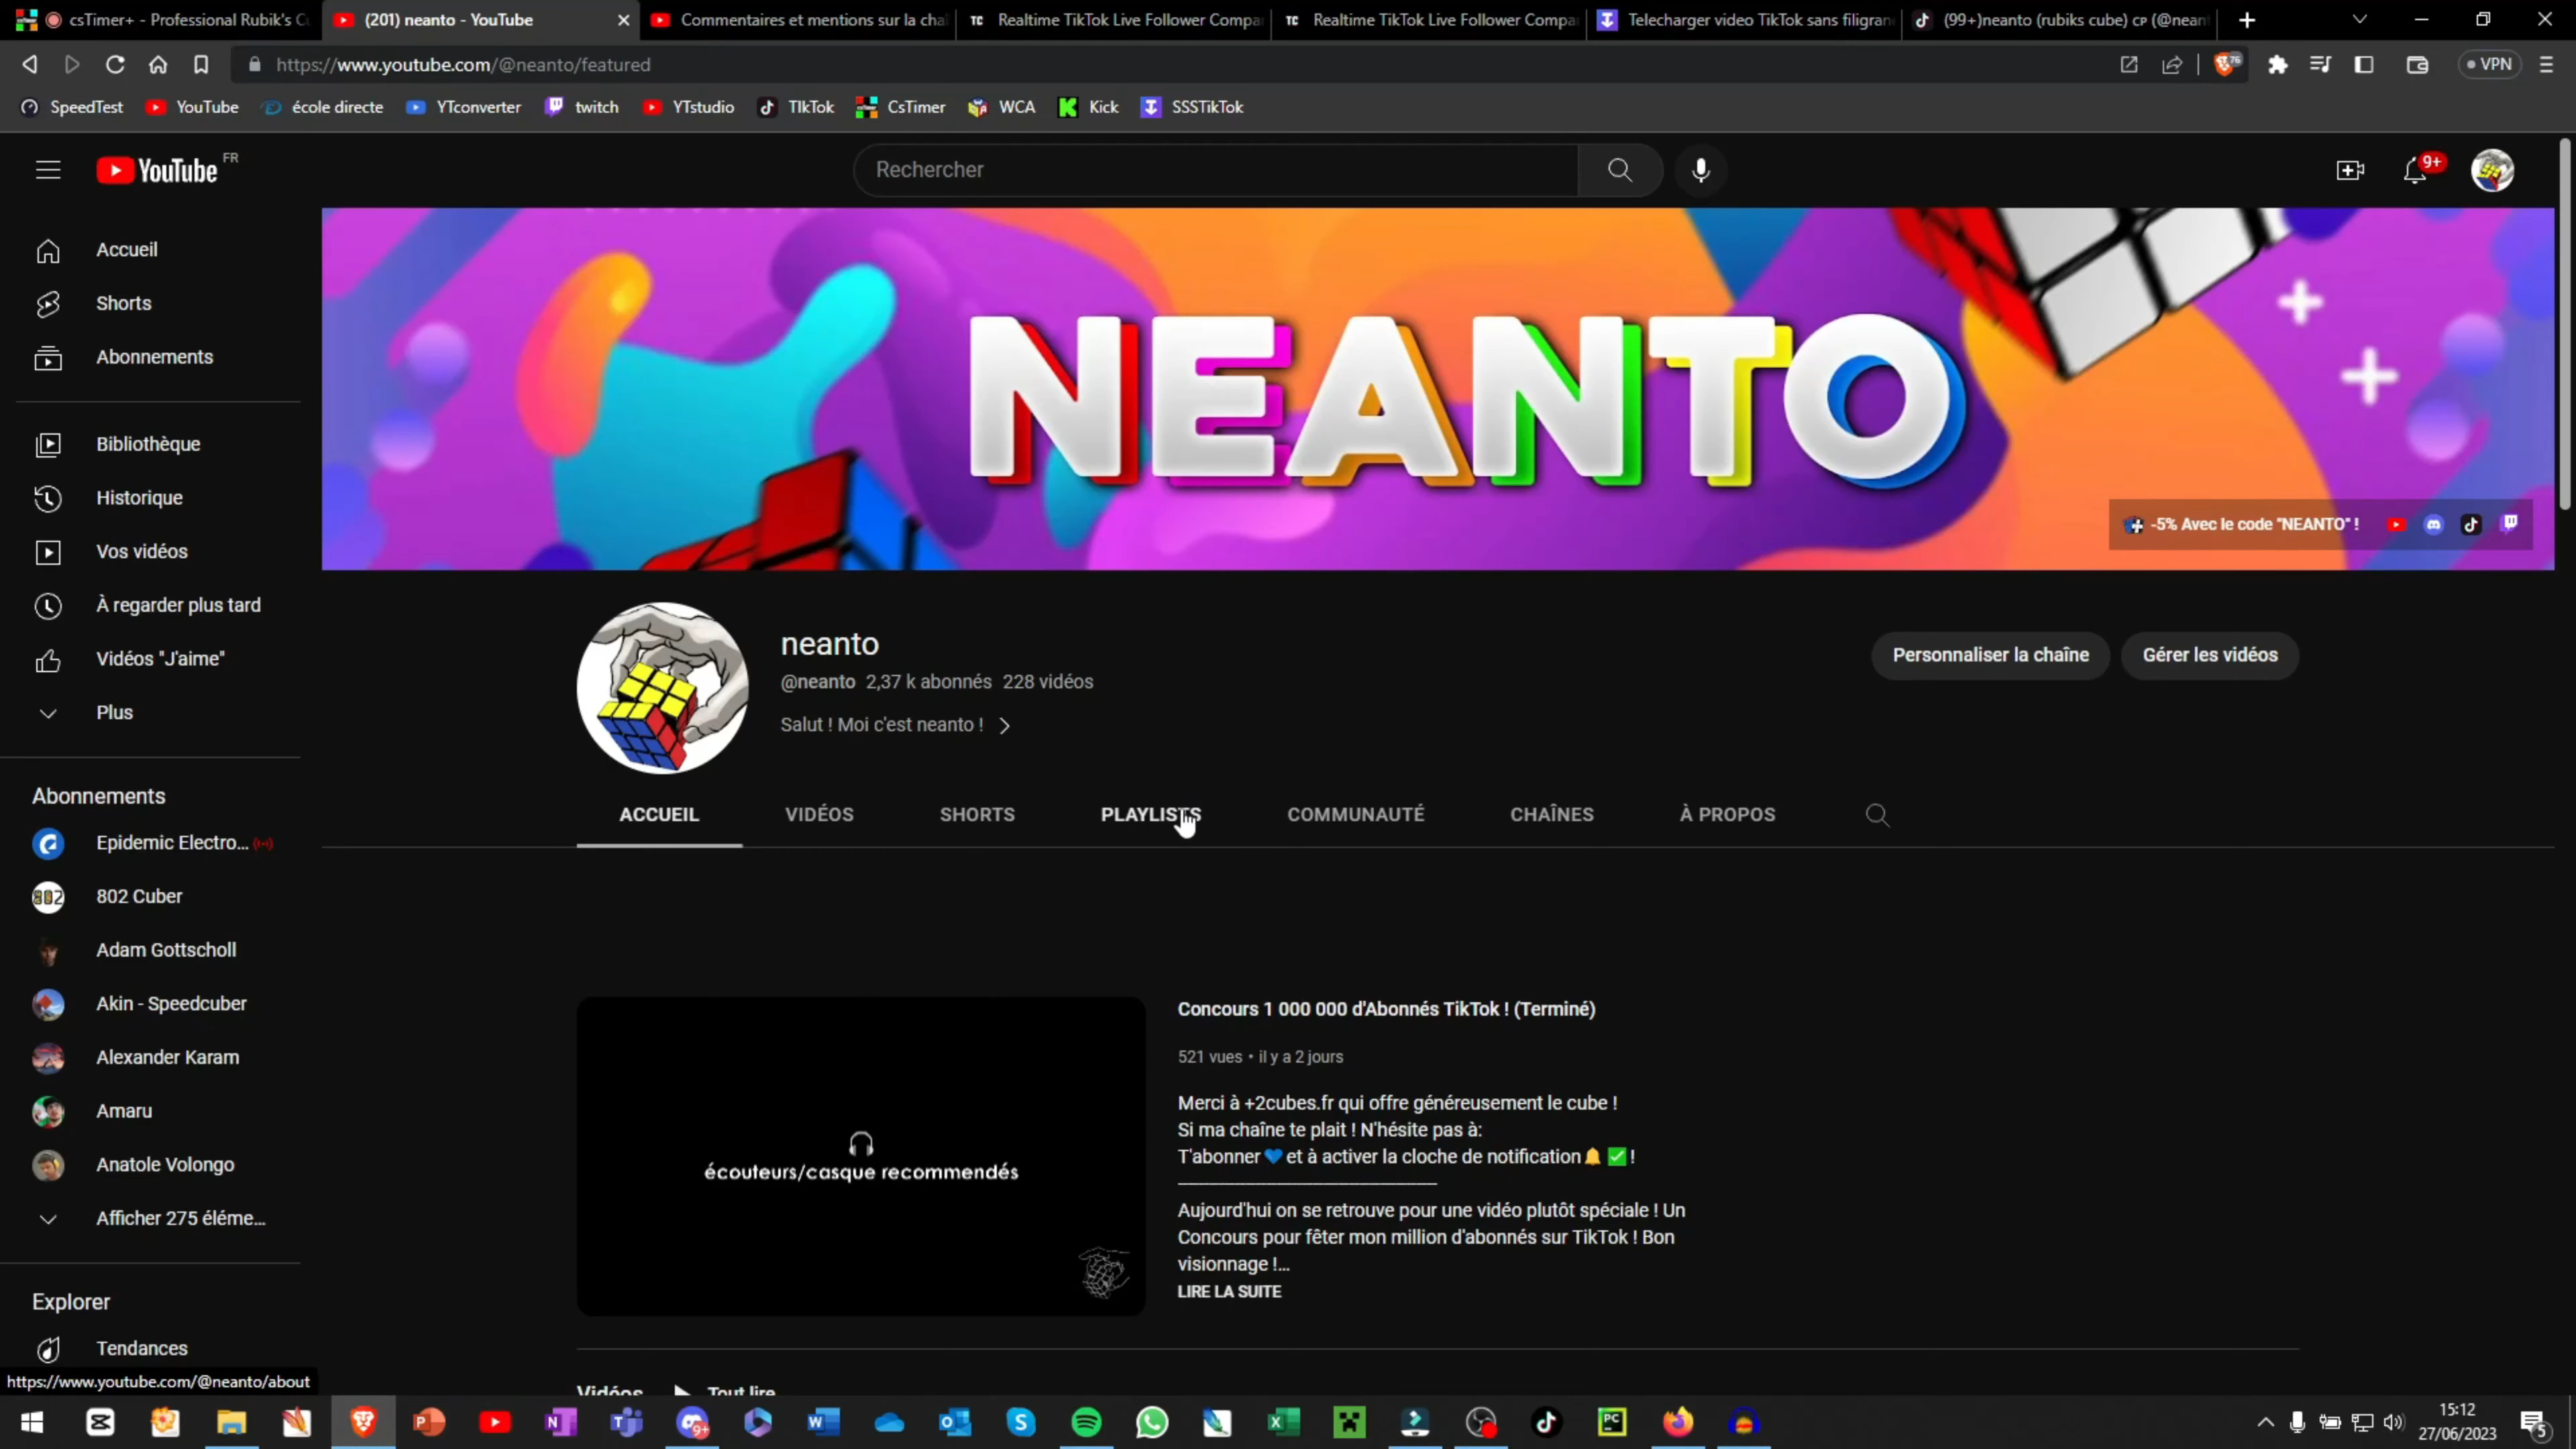 csTimer+ - Professional Rubik's C
(201) neanto - YouTube
Commentaires et mentions sur la cha
TC Realtime TikTok Live Follower Compa
TC Realtime TikTok Live Follower Compa
Telecharger video TikTok sans filigran
(99+)neanto (rubiks cube) CP (@neant
https://www.youtube.com/@neanto/featured
76
VPN
SpeedTest
YouTube
école directe
YTconverter
twitch
YTstudio
TIkTok
CsTimer
WCA
Kick
SSSTikTok
YouTube FR
Rechercher
9+
Accueil
Shorts
Abonnements
Bibliothèque
Historique
Vos vidéos
À regarder plus tard
Vidéos "J'aime"
Plus
Abonnements
Epidemic Electro...
802 Cuber
Adam Gottscholl
Akin - Speedcuber
Alexander Karam
Amaru
Anatole Volongo
Afficher 275 éléme...
Explorer
Tendances
NEANTO
-5% Avec le code "NEANTO" !
neanto
@neanto 2,37 k abonnés 228 vidéos
Salut ! Moi c'est neanto !
Personnaliser la chaîne
Gérer les vidéos
ACCUEIL
VIDÉOS
SHORTS
PLAYLISTS
COMMUNAUTÉ
CHAÎNES
À PROPOS
écouteurs/casque recommendés
Concours 1 000 000 d'Abonnés TikTok ! (Terminé)
521 vues • il y a 2 jours
Merci à +2cubes.fr qui offre généreusement le cube !
Si ma chaîne te plait ! N'hésite pas à:
T'abonner💙et à activer la cloche de notification🔔✅!
Aujourd'hui on se retrouve pour une vidéo plutôt spéciale ! Un
Concours pour fêter mon million d'abonnés sur TikTok ! Bon
visionnage !...
LIRE LA SUITE
Vidéos
Tout lire
https://www.youtube.com/@neanto/about
9+
15:12
27/06/2023
5